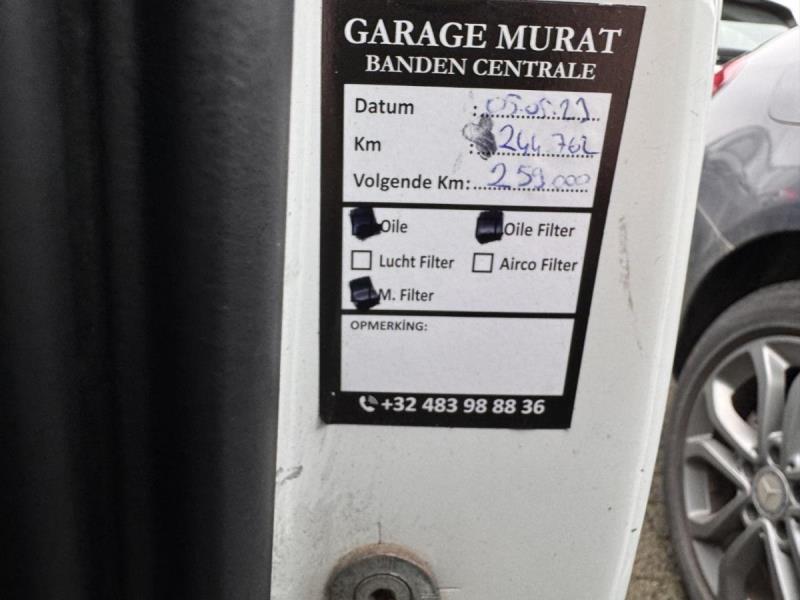 GARAGE MURAT
BANDEN CENTRALE
Datum : 05.05.21
Km : 244.762
Volgende Km: 259.000
Oile Oile Filter
Lucht Filter Airco Filter
M. Filter
OPMERKİNG:
+32 483 98 88 36